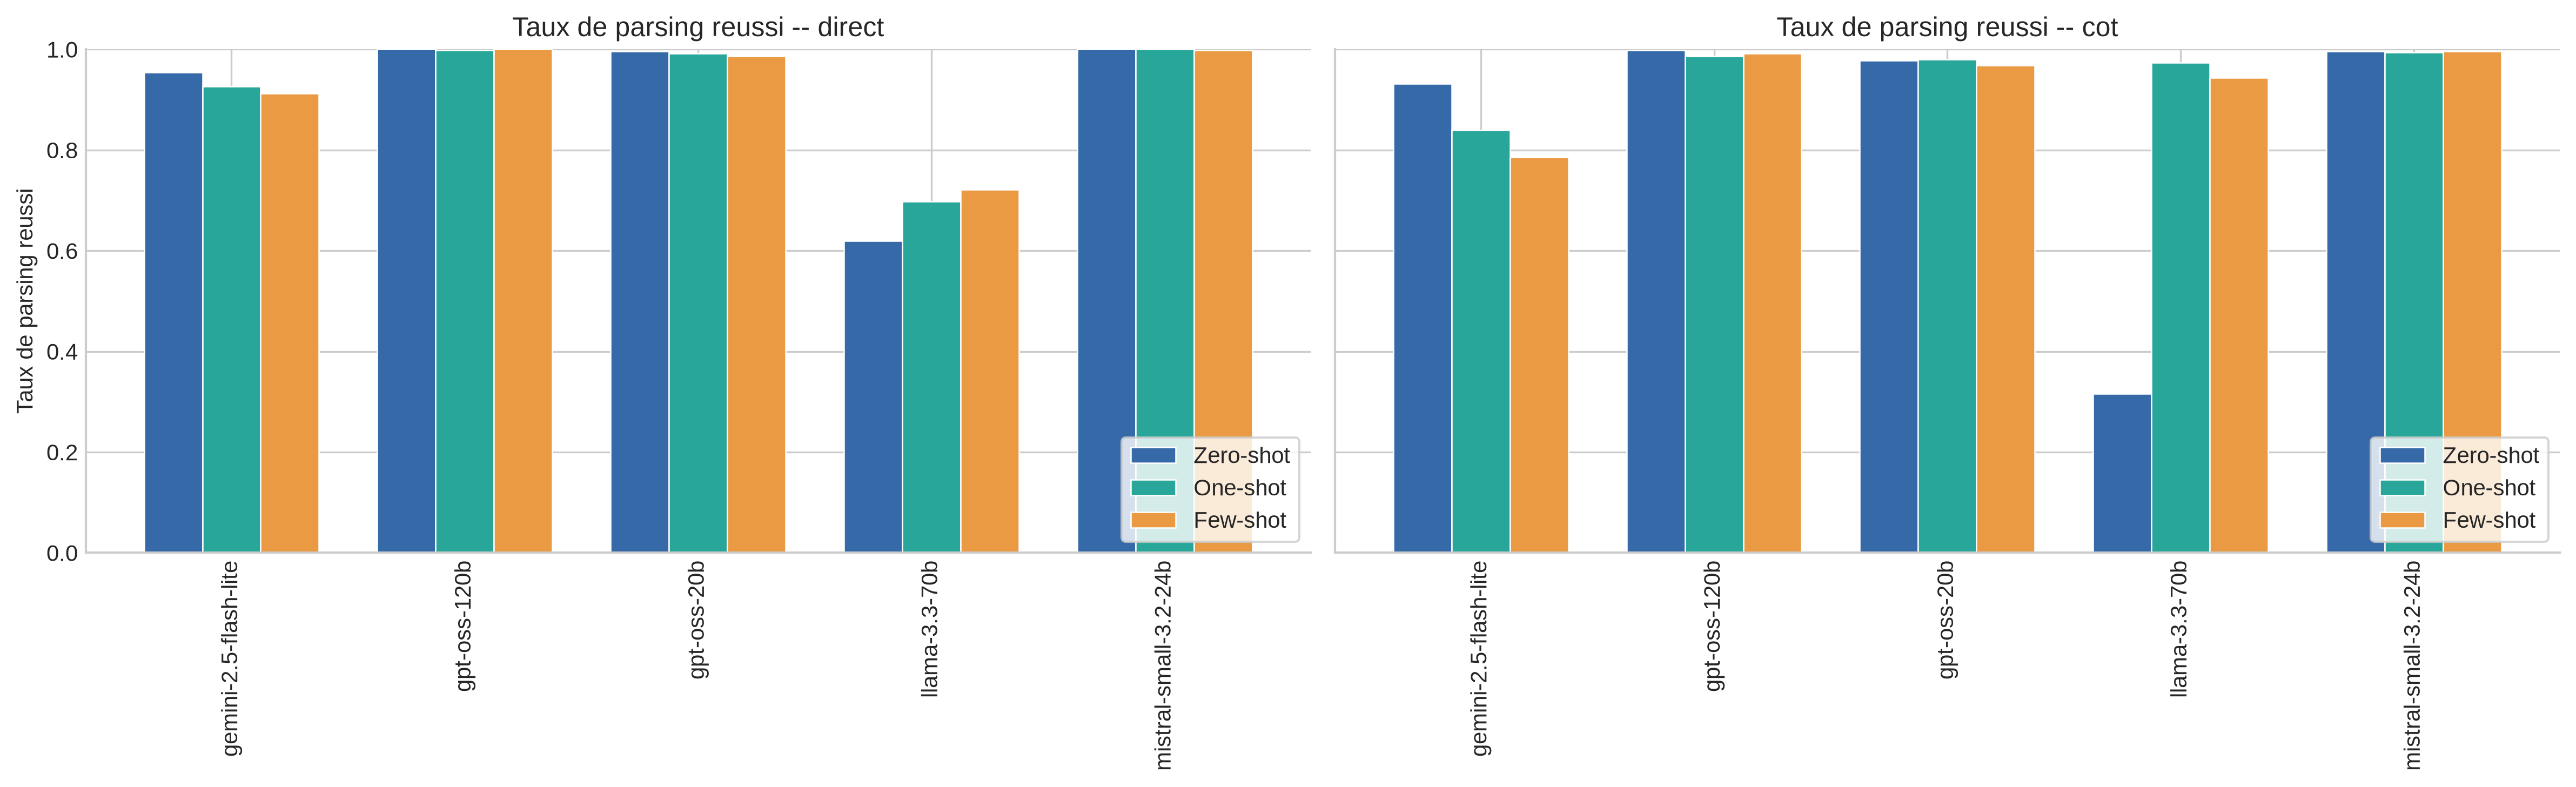 Taux de parsing reussi -- direct
Taux de parsing reussi
1.0
0.8
0.6
0.4
0.2
0.0
gemini-2.5-flash-lite
gpt-oss-120b
gpt-oss-20b
llama-3.3-70b
mistral-small-3.2-24b
Zero-shot
One-shot
Few-shot
Taux de parsing reussi -- cot
gemini-2.5-flash-lite
gpt-oss-120b
gpt-oss-20b
llama-3.3-70b
mistral-small-3.2-24b
Zero-shot
One-shot
Few-shot